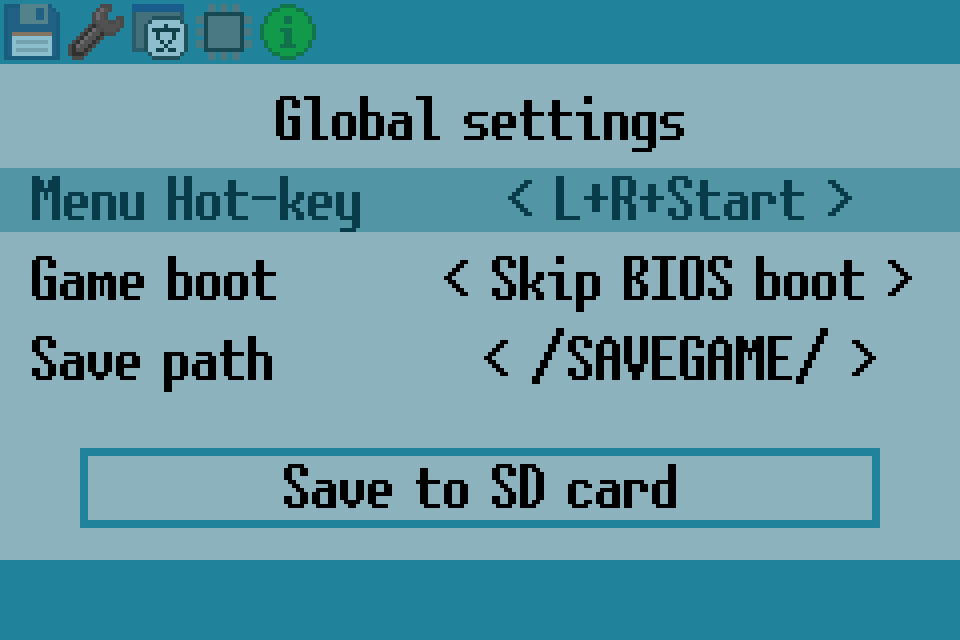 Global settings
Menu Hot-key < L+R+Start >
Game boot < Skip BIOS boot >
Save path < /SAVEGAME/ >
Save to SD card